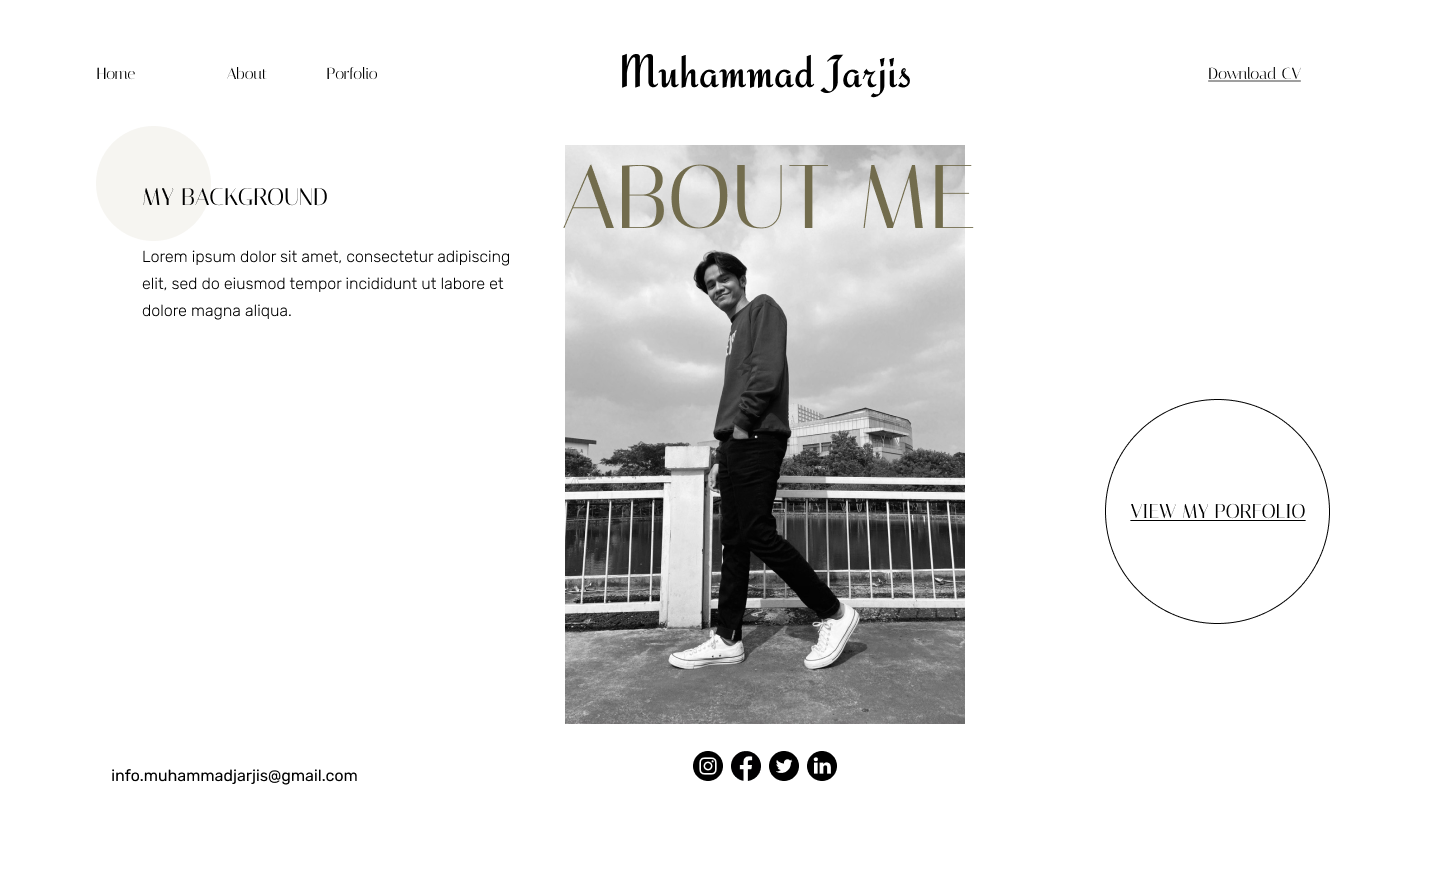 Home
About
Porfolio
Muhammad Jarjis
Download CV
MY BACKGROUND
Lorem ipsum dolor sit amet, consectetur adipiscing
elit, sed do eiusmod tempor incididunt ut labore et
dolore magna aliqua.
ABOUT ME
VIEW MY PORFOLIO
info.muhammadjarjis@gmail.com